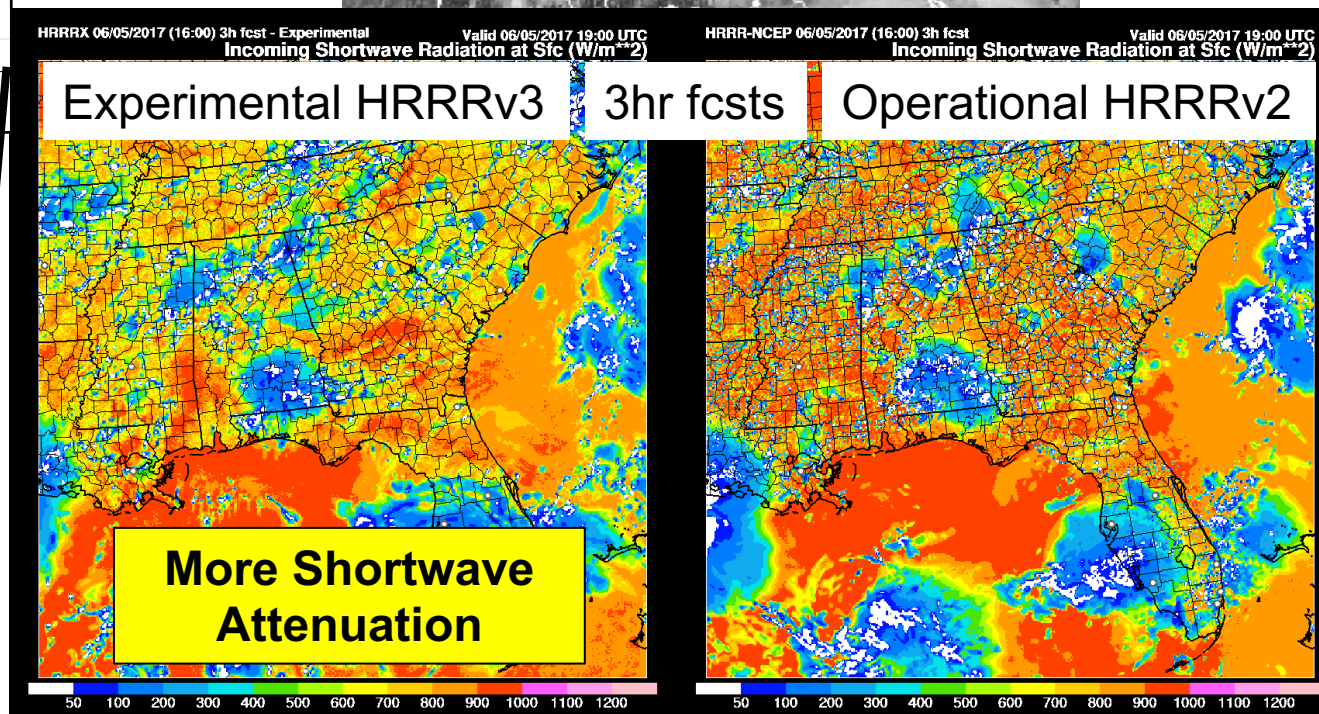 HRRRX 06/05/2017 (16:00) 3h fcst - Experimental
Valid 06/05/2017 19:00 UTC
Incoming Shortwave Radiation at Sfc (W/m**2)
HRRR-NCEP 06/05/2017 (16:00) 3h fcst
Valid 06/05/2017 19:00 UTC
Incoming Shortwave Radiation at Sfc (W/m**2)
Experimental HRRRv3
3hr fcsts
Operational HRRRv2
More Shortwave
Attenuation
50 100 200 300 400 500 600 700 800 900 1000 1100 1200
50 100 200 300 400 500 600 700 800 900 1000 1100 1200